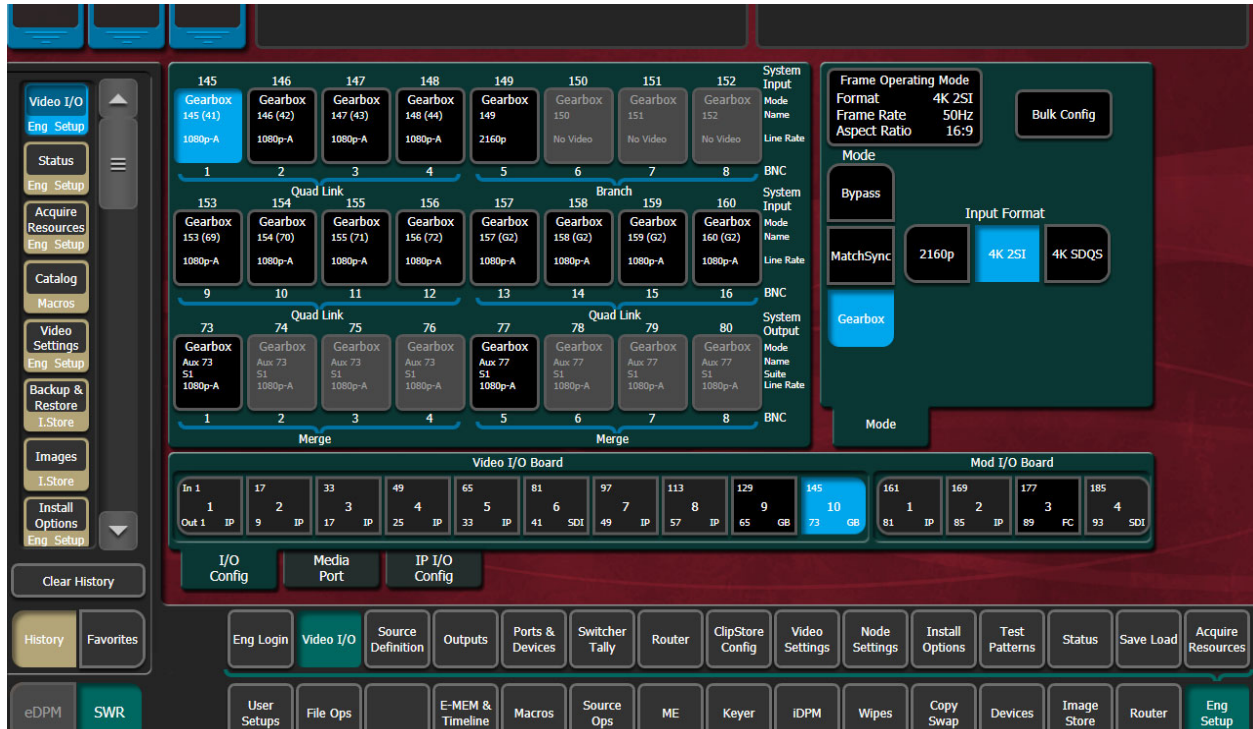 Video I/O
Eng Setup
Status
Eng Setup
Acquire
Resources
Eng Setup
Catalog
Macros
Video
Settings
Eng Setup
Backup &
Restore
I.Store
Images
I.Store
Install
Options
Eng Setup
Clear History
History Favorites
eDPM SWR
145 146 147 148 149 150 151 152 System Input
Gearbox Gearbox Gearbox Gearbox Gearbox Gearbox Gearbox Gearbox Mode
145 (41) 146 (42) 147 (43) 148 (44) 149 150 151 152 Name
1080p-A 1080p-A 1080p-A 1080p-A 2160p No Video No Video No Video Line Rate
1 2 3 4 5 6 7 8 BNC
Quad Link Branch
153 154 155 156 157 158 159 160 System Input
Gearbox Gearbox Gearbox Gearbox Gearbox Gearbox Gearbox Gearbox Mode
153 (69) 154 (70) 155 (71) 156 (72) 157 (G2) 158 (G2) 159 (G2) 160 (G2) Name
1080p-A 1080p-A 1080p-A 1080p-A 1080p-A 1080p-A 1080p-A 1080p-A Line Rate
9 10 11 12 13 14 15 16 BNC
Quad Link Quad Link
73 74 75 76 77 78 79 80 System Output
Gearbox Gearbox Gearbox Gearbox Gearbox Gearbox Gearbox Gearbox Mode
Aux 73 Aux 73 Aux 73 Aux 73 Aux 77 Aux 77 Aux 77 Aux 77 Name
S1 S1 S1 S1 S1 S1 S1 S1 Suite
1080p-A 1080p-A 1080p-A 1080p-A 1080p-A 1080p-A 1080p-A 1080p-A Line Rate
1 2 3 4 5 6 7 8 BNC
Merge Merge
Frame Operating Mode
Format 4K 2SI
Frame Rate 50Hz
Aspect Ratio 16:9
Bulk Config
Mode
Bypass
MatchSync
Gearbox
Input Format
2160p 4K 2SI 4K SDQS
Mode
Video I/O Board
In 1 17 33 49 65 81 97 113 129 145
1 2 3 4 5 6 7 8 9 10
Out 1 IP 9 IP 17 IP 25 IP 33 IP 41 SDI 49 IP 57 IP 65 GB 73 GB
Mod I/O Board
161 169 177 185
1 2 3 4
81 IP 85 IP 89 FC 93 SDI
I/O
Config
Media
Port
IP I/O
Config
Eng Login
Video I/O
Source
Definition
Outputs
Ports &
Devices
Switcher
Tally
Router
ClipStore
Config
Video
Settings
Node
Settings
Install
Options
Test
Patterns
Status
Save Load
Acquire
Resources
User
Setups
File Ops
E-MEM &
Timeline
Macros
Source
Ops
ME
Keyer
iDPM
Wipes
Copy
Swap
Devices
Image
Store
Router
Eng
Setup